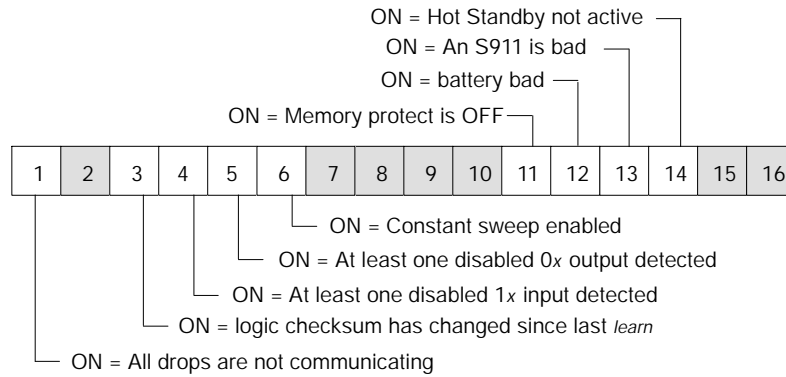 ON = Hot Standby not active
ON = An S911 is bad
ON = battery bad
ON = Memory protect is OFF
1 2 3 4 5 6 7 8 9 10 11 12 13 14 15 16
ON = Constant sweep enabled
ON = At least one disabled 0x output detected
ON = At least one disabled 1x input detected
ON = logic checksum has changed since last learn
ON = All drops are not communicating